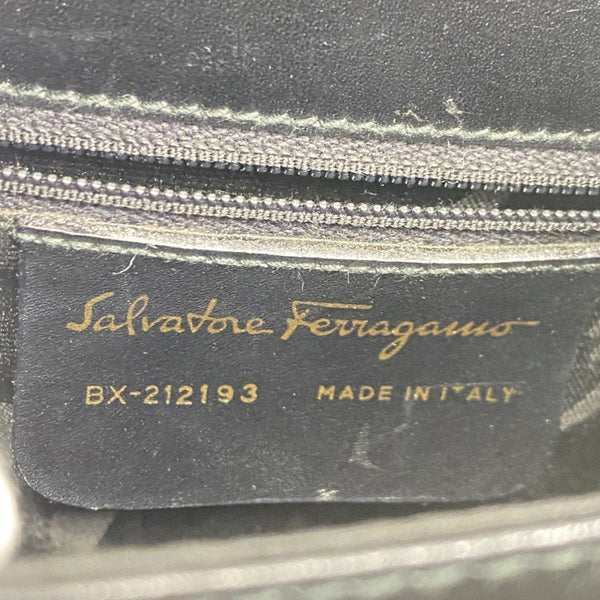 Salvatore Ferragamo
BX-212193 MADE IN ITALY